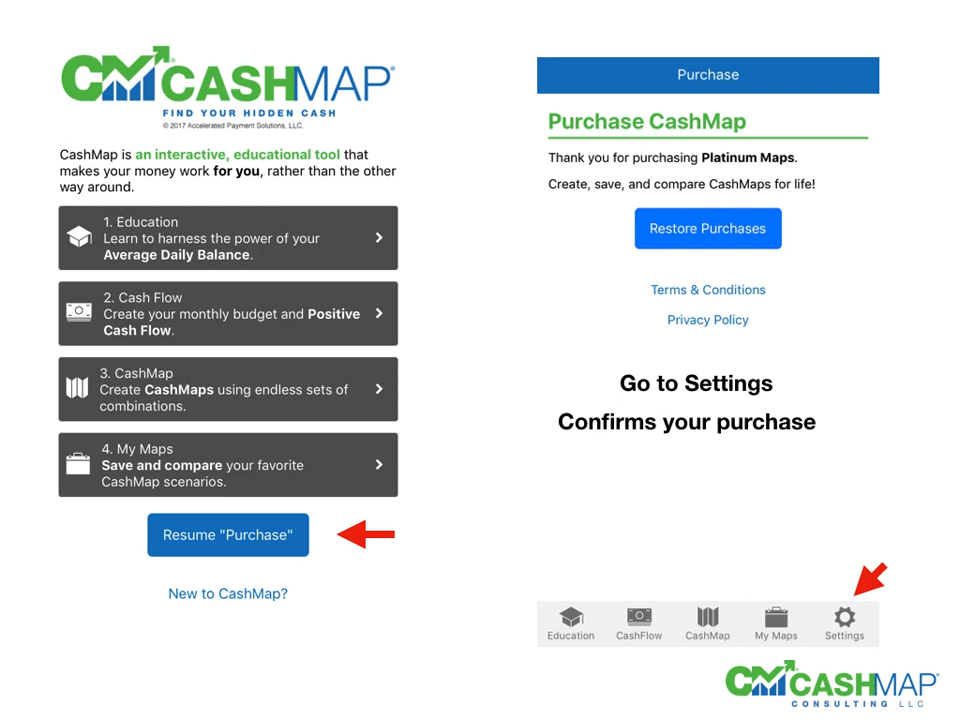 CM CASHMAP®
FIND YOUR HIDDEN CASH
© 2017 Accelerated Payment Solutions, LLC.
CashMap is an interactive, educational tool that
makes your money work for you, rather than the other
way around.
1. Education
Learn to harness the power of your
Average Daily Balance.
2. Cash Flow
Create your monthly budget and Positive
Cash Flow.
3. CashMap
Create CashMaps using endless sets of
combinations.
4. My Maps
Save and compare your favorite
CashMap scenarios.
Resume "Purchase"
New to CashMap?
Purchase
Purchase CashMap
Thank you for purchasing Platinum Maps.
Create, save, and compare CashMaps for life!
Restore Purchases
Terms & Conditions
Privacy Policy
Go to Settings
Confirms your purchase
Education CashFlow CashMap My Maps Settings
CM CASHMAP®
CONSULTING LLC